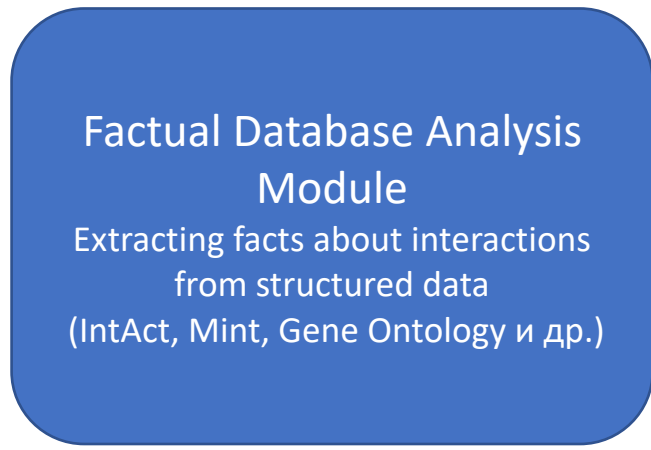 Factual Database Analysis
Module
Extracting facts about interactions
from structured data
(IntAct, Mint, Gene Ontology и др.)